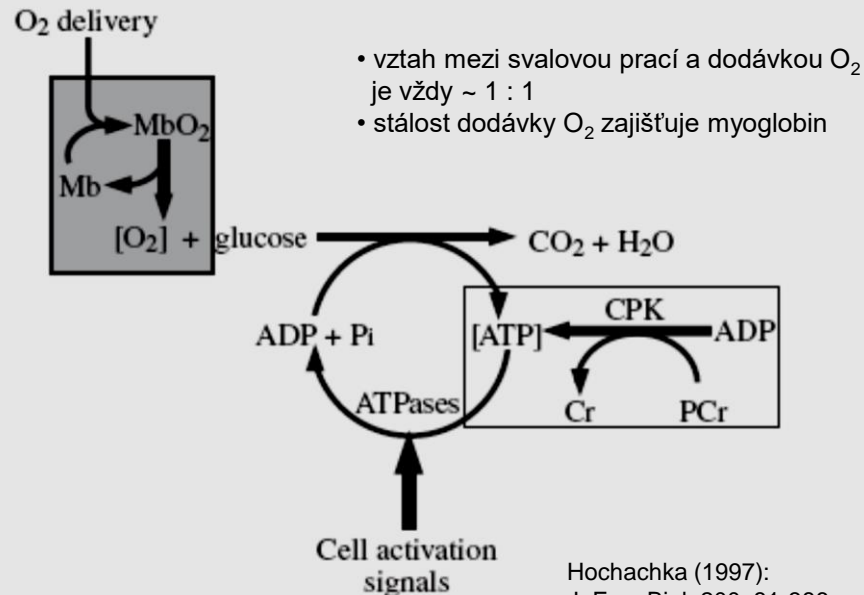 O₂ delivery
• vztah mezi svalovou prací a dodávkou O₂
je vždy ~ 1 : 1
• stálost dodávky O₂ zajišťuje myoglobin
MbO₂
Mb
[O₂] + glucose
CO₂ + H₂O
CPK
ADP + Pi
[ATP]
ADP
ATPases
Cr
PCr
Cell activation
signals
Hochachka (1997):